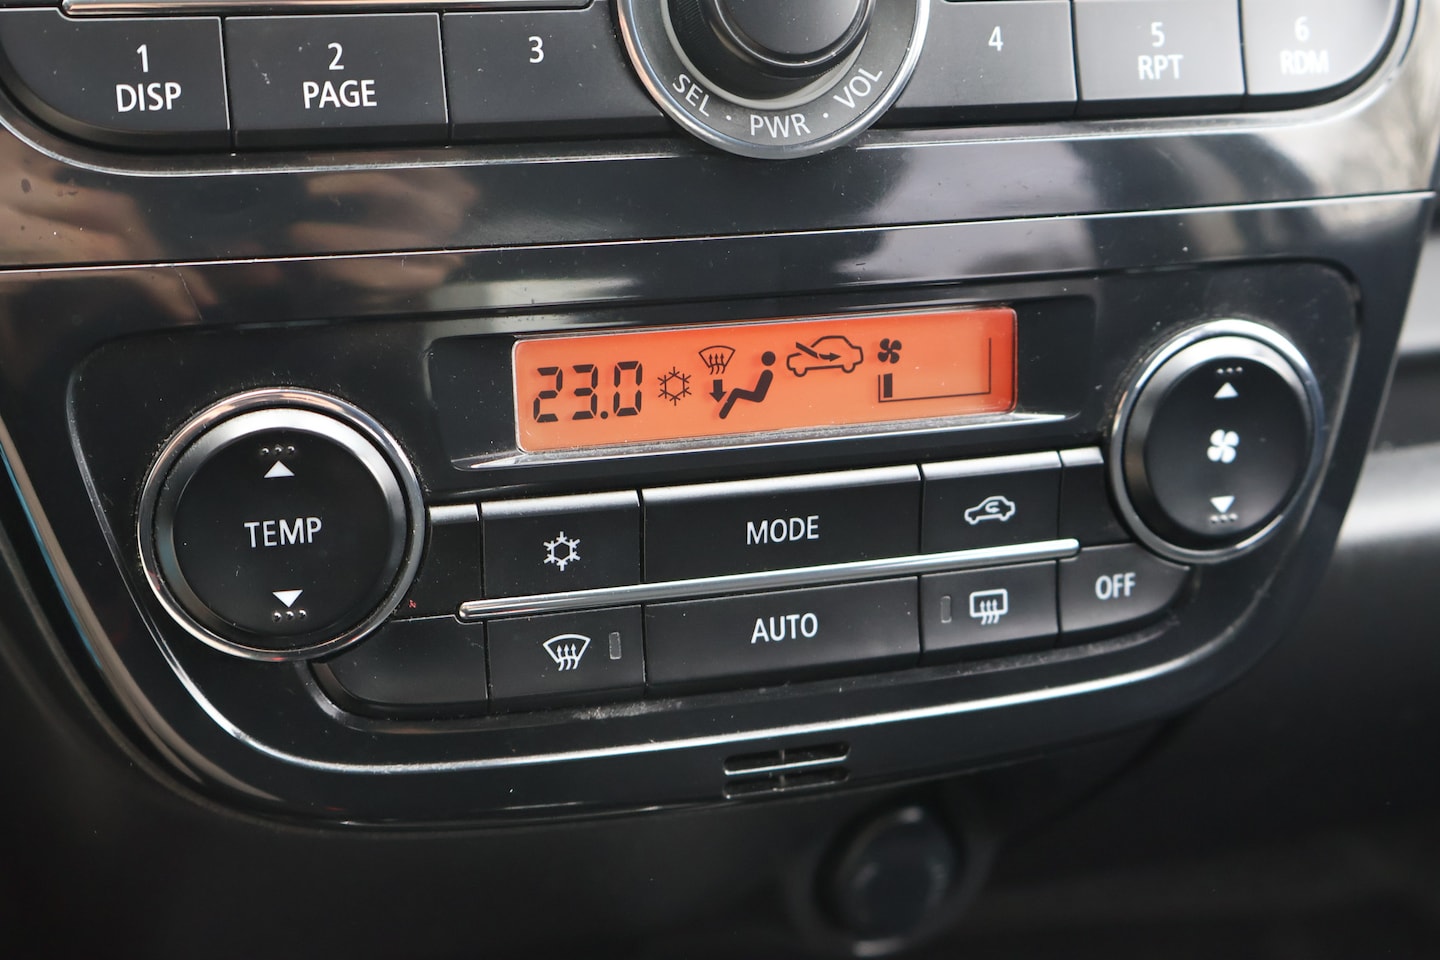 1
DISP
2
PAGE
3
SEL · PWR · VOL
4
5
RPT
6
RDM
23.0
TEMP
MODE
AUTO
OFF